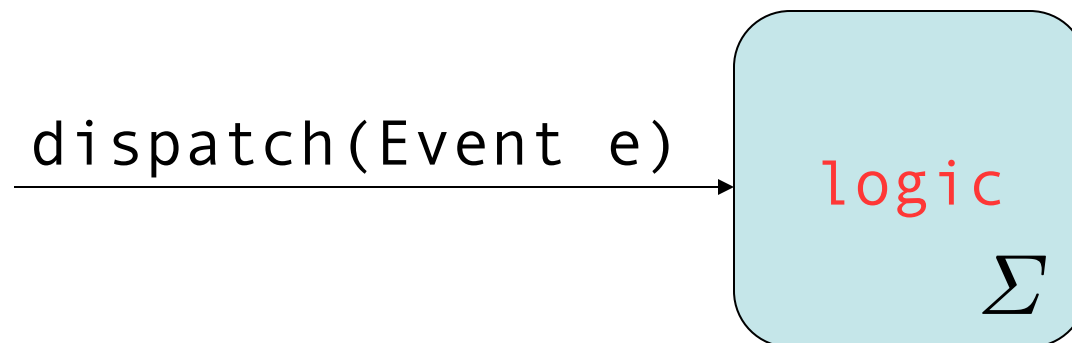 dispatch(Event e)
logic
Σ